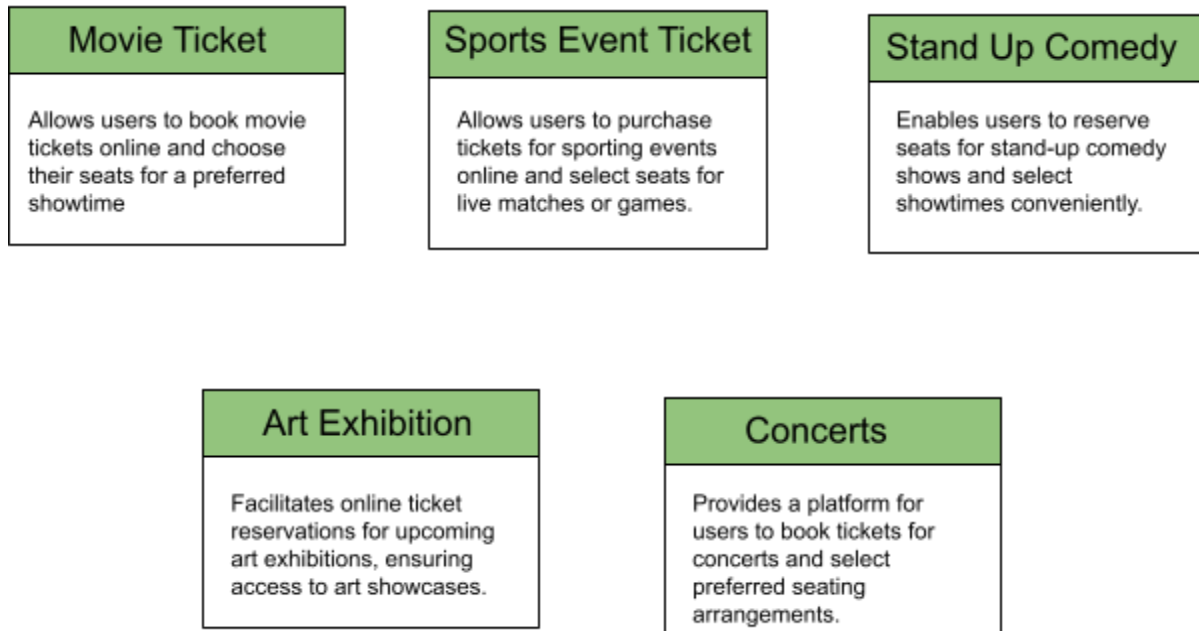 Movie Ticket
Allows users to book movie
tickets online and choose
their seats for a preferred
showtime
Sports Event Ticket
Allows users to purchase
tickets for sporting events
online and select seats for
live matches or games.
Stand Up Comedy
Enables users to reserve
seats for stand-up comedy
shows and select
showtimes conveniently.
Art Exhibition
Facilitates online ticket
reservations for upcoming
art exhibitions, ensuring
access to art showcases.
Concerts
Provides a platform for
users to book tickets for
concerts and select
preferred seating
arrangements.